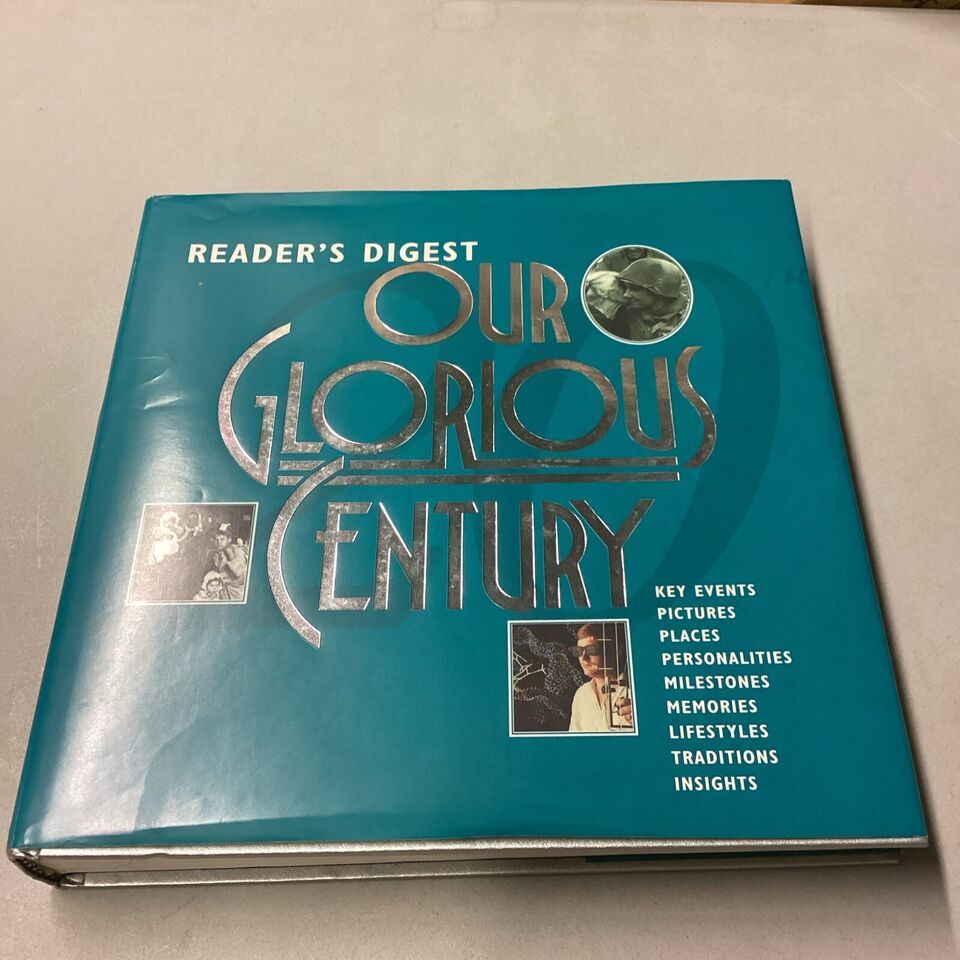 READER'S DIGEST
OUR
GLORIOUS
CENTURY
KEY EVENTS
PICTURES
PLACES
PERSONALITIES
MILESTONES
MEMORIES
LIFESTYLES
TRADITIONS
INSIGHTS